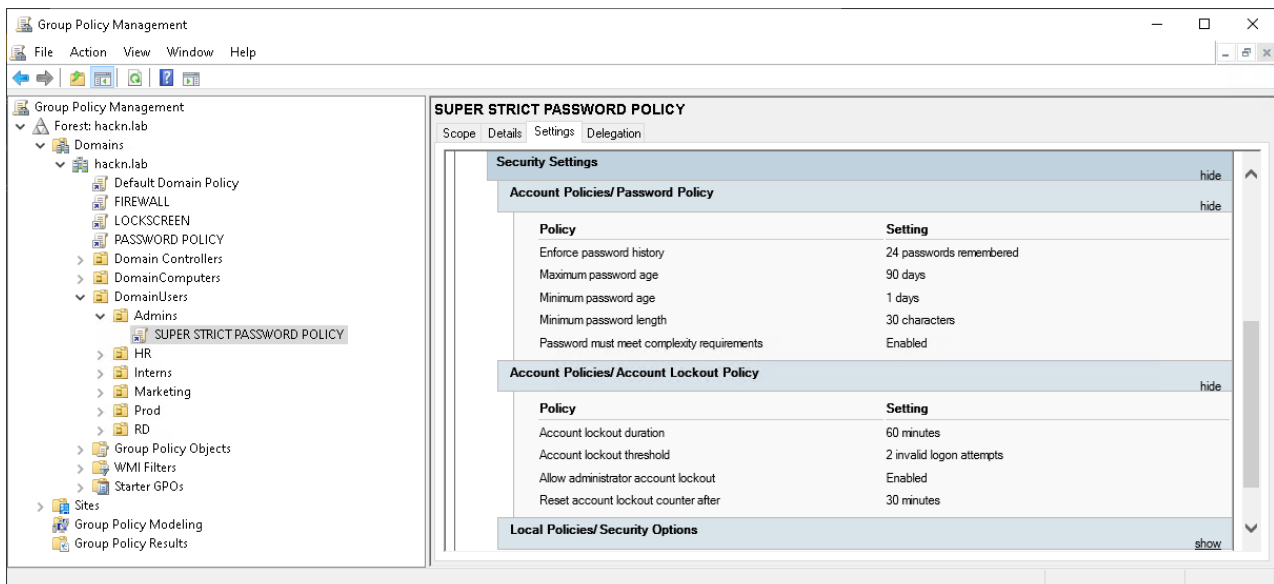 Group Policy Management
File Action View Window Help
Group Policy Management
Forest: hackn.lab
Domains
hackn.lab
Default Domain Policy
FIREWALL
LOCKSCREEN
PASSWORD POLICY
Domain Controllers
DomainComputers
DomainUsers
Admins
SUPER STRICT PASSWORD POLICY
HR
Interns
Marketing
Prod
RD
Group Policy Objects
WMI Filters
Starter GPOs
Sites
Group Policy Modeling
Group Policy Results
SUPER STRICT PASSWORD POLICY
Scope Details Settings Delegation
Security Settings
hide
Account Policies/Password Policy
hide
Policy Setting
Enforce password history 24 passwords remembered
Maximum password age 90 days
Minimum password age 1 days
Minimum password length 30 characters
Password must meet complexity requirements Enabled
Account Policies/Account Lockout Policy
hide
Policy Setting
Account lockout duration 60 minutes
Account lockout threshold 2 invalid logon attempts
Allow administrator account lockout Enabled
Reset account lockout counter after 30 minutes
Local Policies/Security Options
show